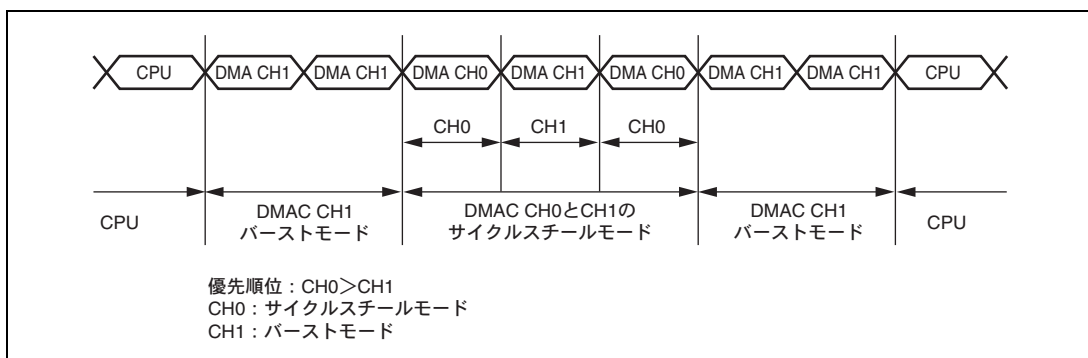 CPU DMA CH1 DMA CH1 DMA CH0 DMA CH1 DMA CH0 DMA CH1 DMA CH1 CPU
CH0 CH1 CH0
CPU
DMAC CH1
バーストモード
DMAC CH0とCH1の
サイクルスチールモード
DMAC CH1
バーストモード
CPU
優先順位：CH0＞CH1
CH0：サイクルスチールモード
CH1：バーストモード